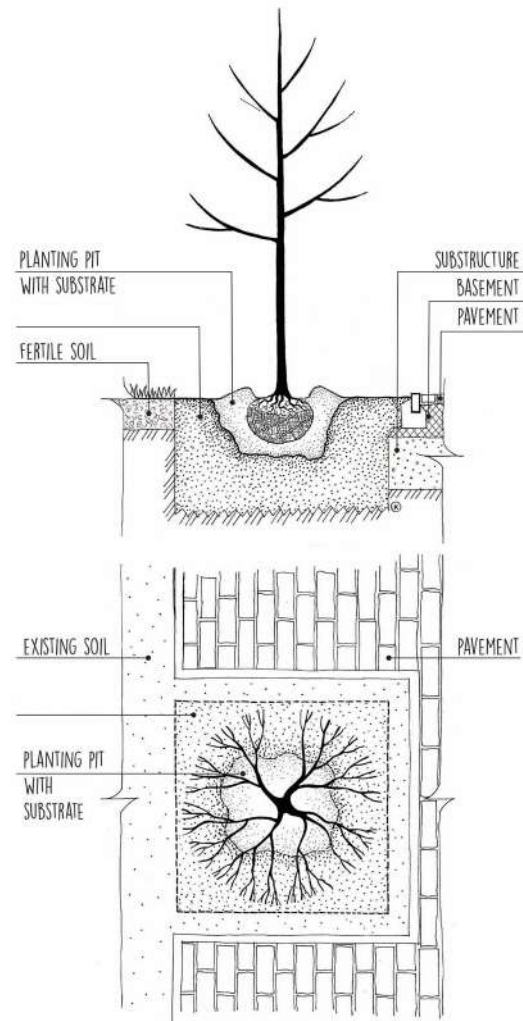 PLANTING PIT
WITH SUBSTRATE
FERTILE SOIL
SUBSTRUCTURE
BASEMENT
PAVEMENT
EXISTING SOIL
PAVEMENT
PLANTING PIT
WITH
SUBSTRATE